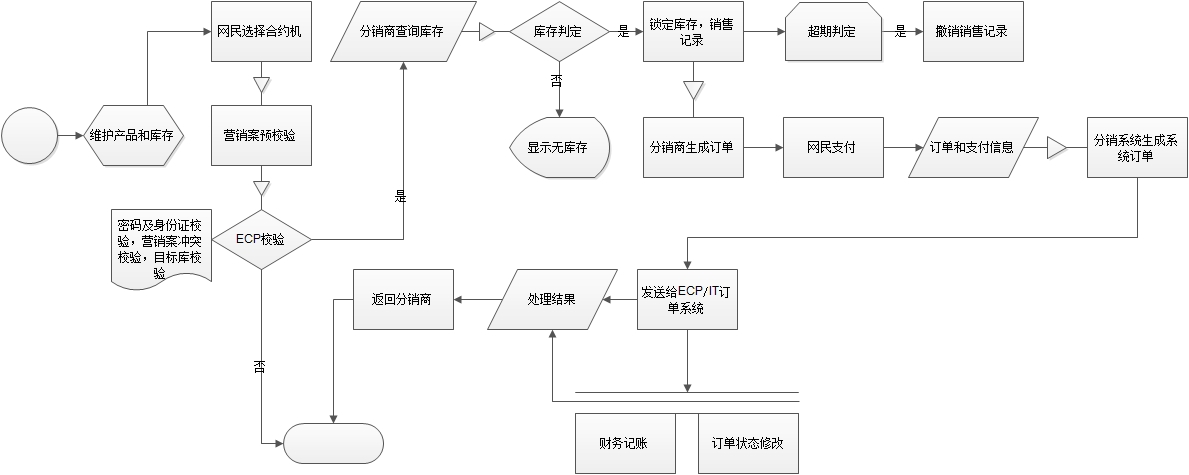 网民选择合约机
分销商查询库存
库存判定
是
锁定库存，销售
记录
超期判定
是
撤销销售记录
否
维护产品和库存
营销案预校验
显示无库存
分销商生成订单
网民支付
订单和支付信息
分销系统生成系
统订单
是
密码及身份证校
验，营销案冲突
校验，目标库校
验
ECP校验
返回分销商
处理结果
发送给ECP/IT订
单系统
否
财务记账
订单状态修改